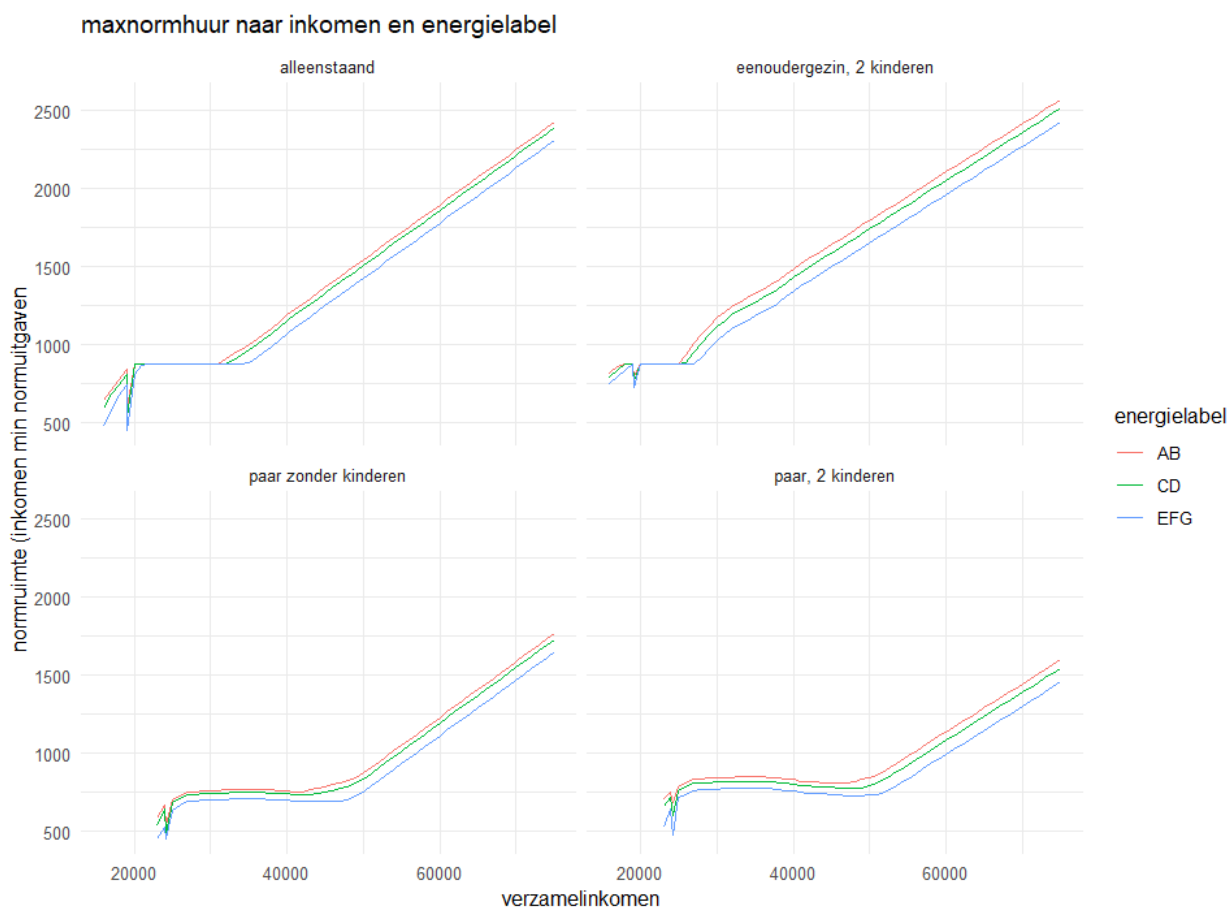 maxnormhuur naar inkomen en energielabel
alleenstaand
eenoudergezin, 2 kinderen
2500
2000
1500
1000
500
paar zonder kinderen
paar, 2 kinderen
2500
2000
1500
1000
500
20000
40000
60000
20000
40000
60000
verzamelinkomen
normruimte (inkomen min normuitgaven
energielabel
AB
CD
EFG